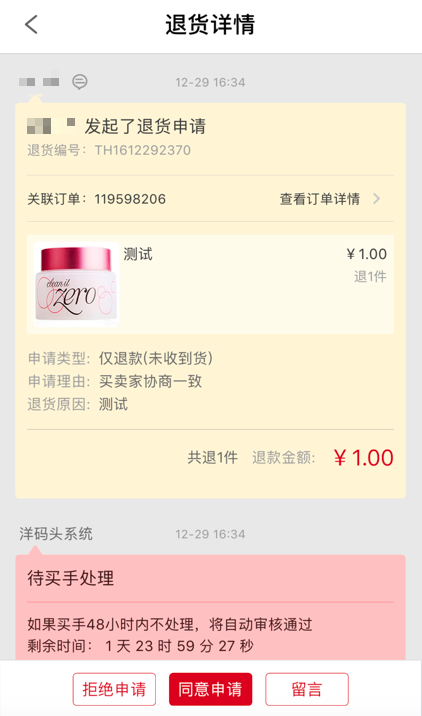 退货详情
12-29 16:34
发起了退货申请
退货编号：TH1612292370
关联订单：119598206
查看订单详情
clean it
zero
测试
￥1.00
退1件
申请类型：仅退款(未收到货)
申请理由：买卖家协商一致
退货原因：测试
共退1件 退款金额：￥1.00
洋码头系统
12-29 16:34
待买手处理
如果买手48小时内不处理，将自动审核通过
剩余时间： 1 天 23 时 59 分 27 秒
拒绝申请
同意申请
留言